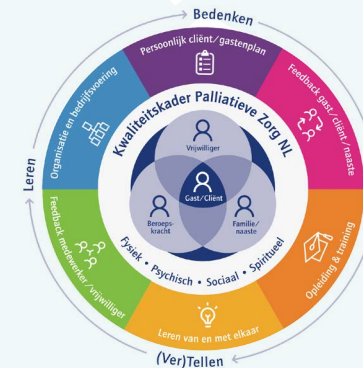 Bedenken
Persoonlijk cliënt/gastenplan
Feedback gast/cliënt/
naaste
Opleiding & training
Leren van en met elkaar
Feedback medewerker/
vrijwilliger
Organisatie en bedrijfsvoering
Leren
(Ver)Tellen
Kwaliteitskader Palliatieve Zorg NL
Vrijwilliger
Gast/Cliënt
Beroeps-
kracht
Familie/
naaste
Fysiek • Psychisch • Sociaal • Spiritueel